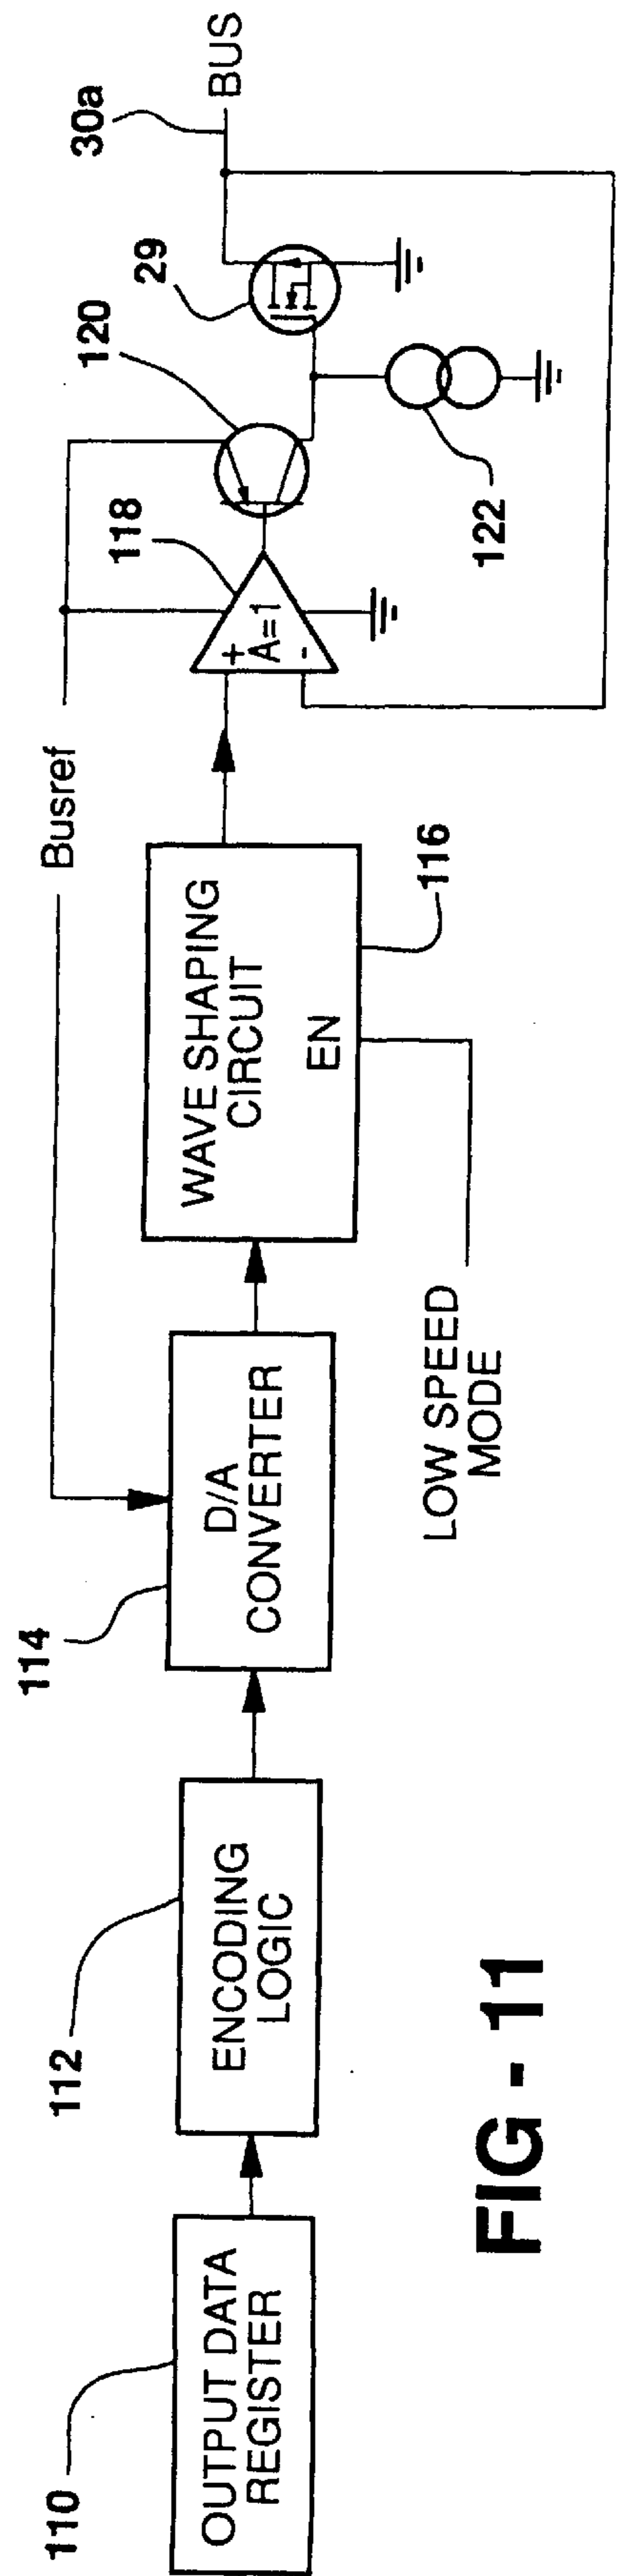 110
OUTPUT DATA
REGISTER
112
ENCODING
LOGIC
114
D/A
CONVERTER
Busref
WAVE SHAPING
CIRCUIT
EN
116
LOW SPEED
MODE
118
+
A=1
-
120
122
29
30a
BUS
FIG - 11